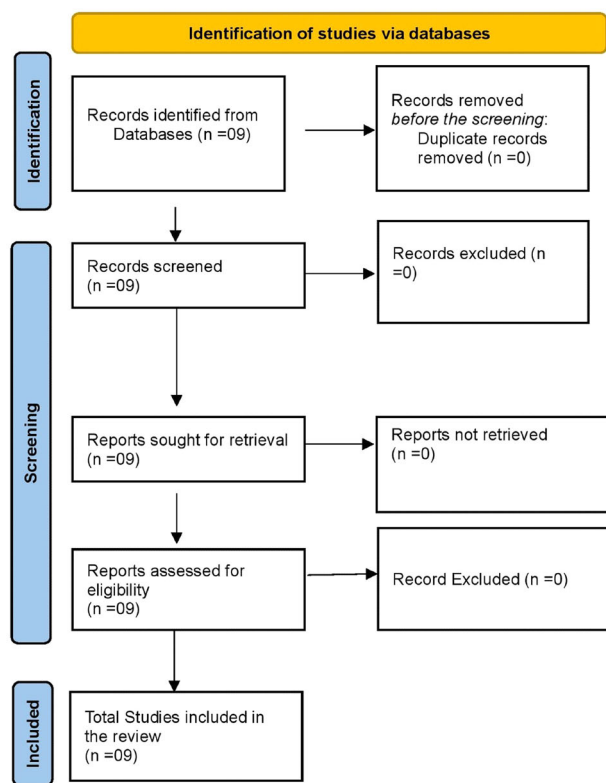 Identification of studies via databases
Identification
Records identified from
Databases (n =09)
Records removed
before the screening:
Duplicate records
removed (n =0)
Screening
Records screened
(n =09)
Records excluded (n
=0)
Reports sought for retrieval
(n =09)
Reports not retrieved
(n =0)
Reports assessed for
eligibility
(n =09)
Record Excluded (n =0)
Included
Total Studies included in
the review
(n =09)